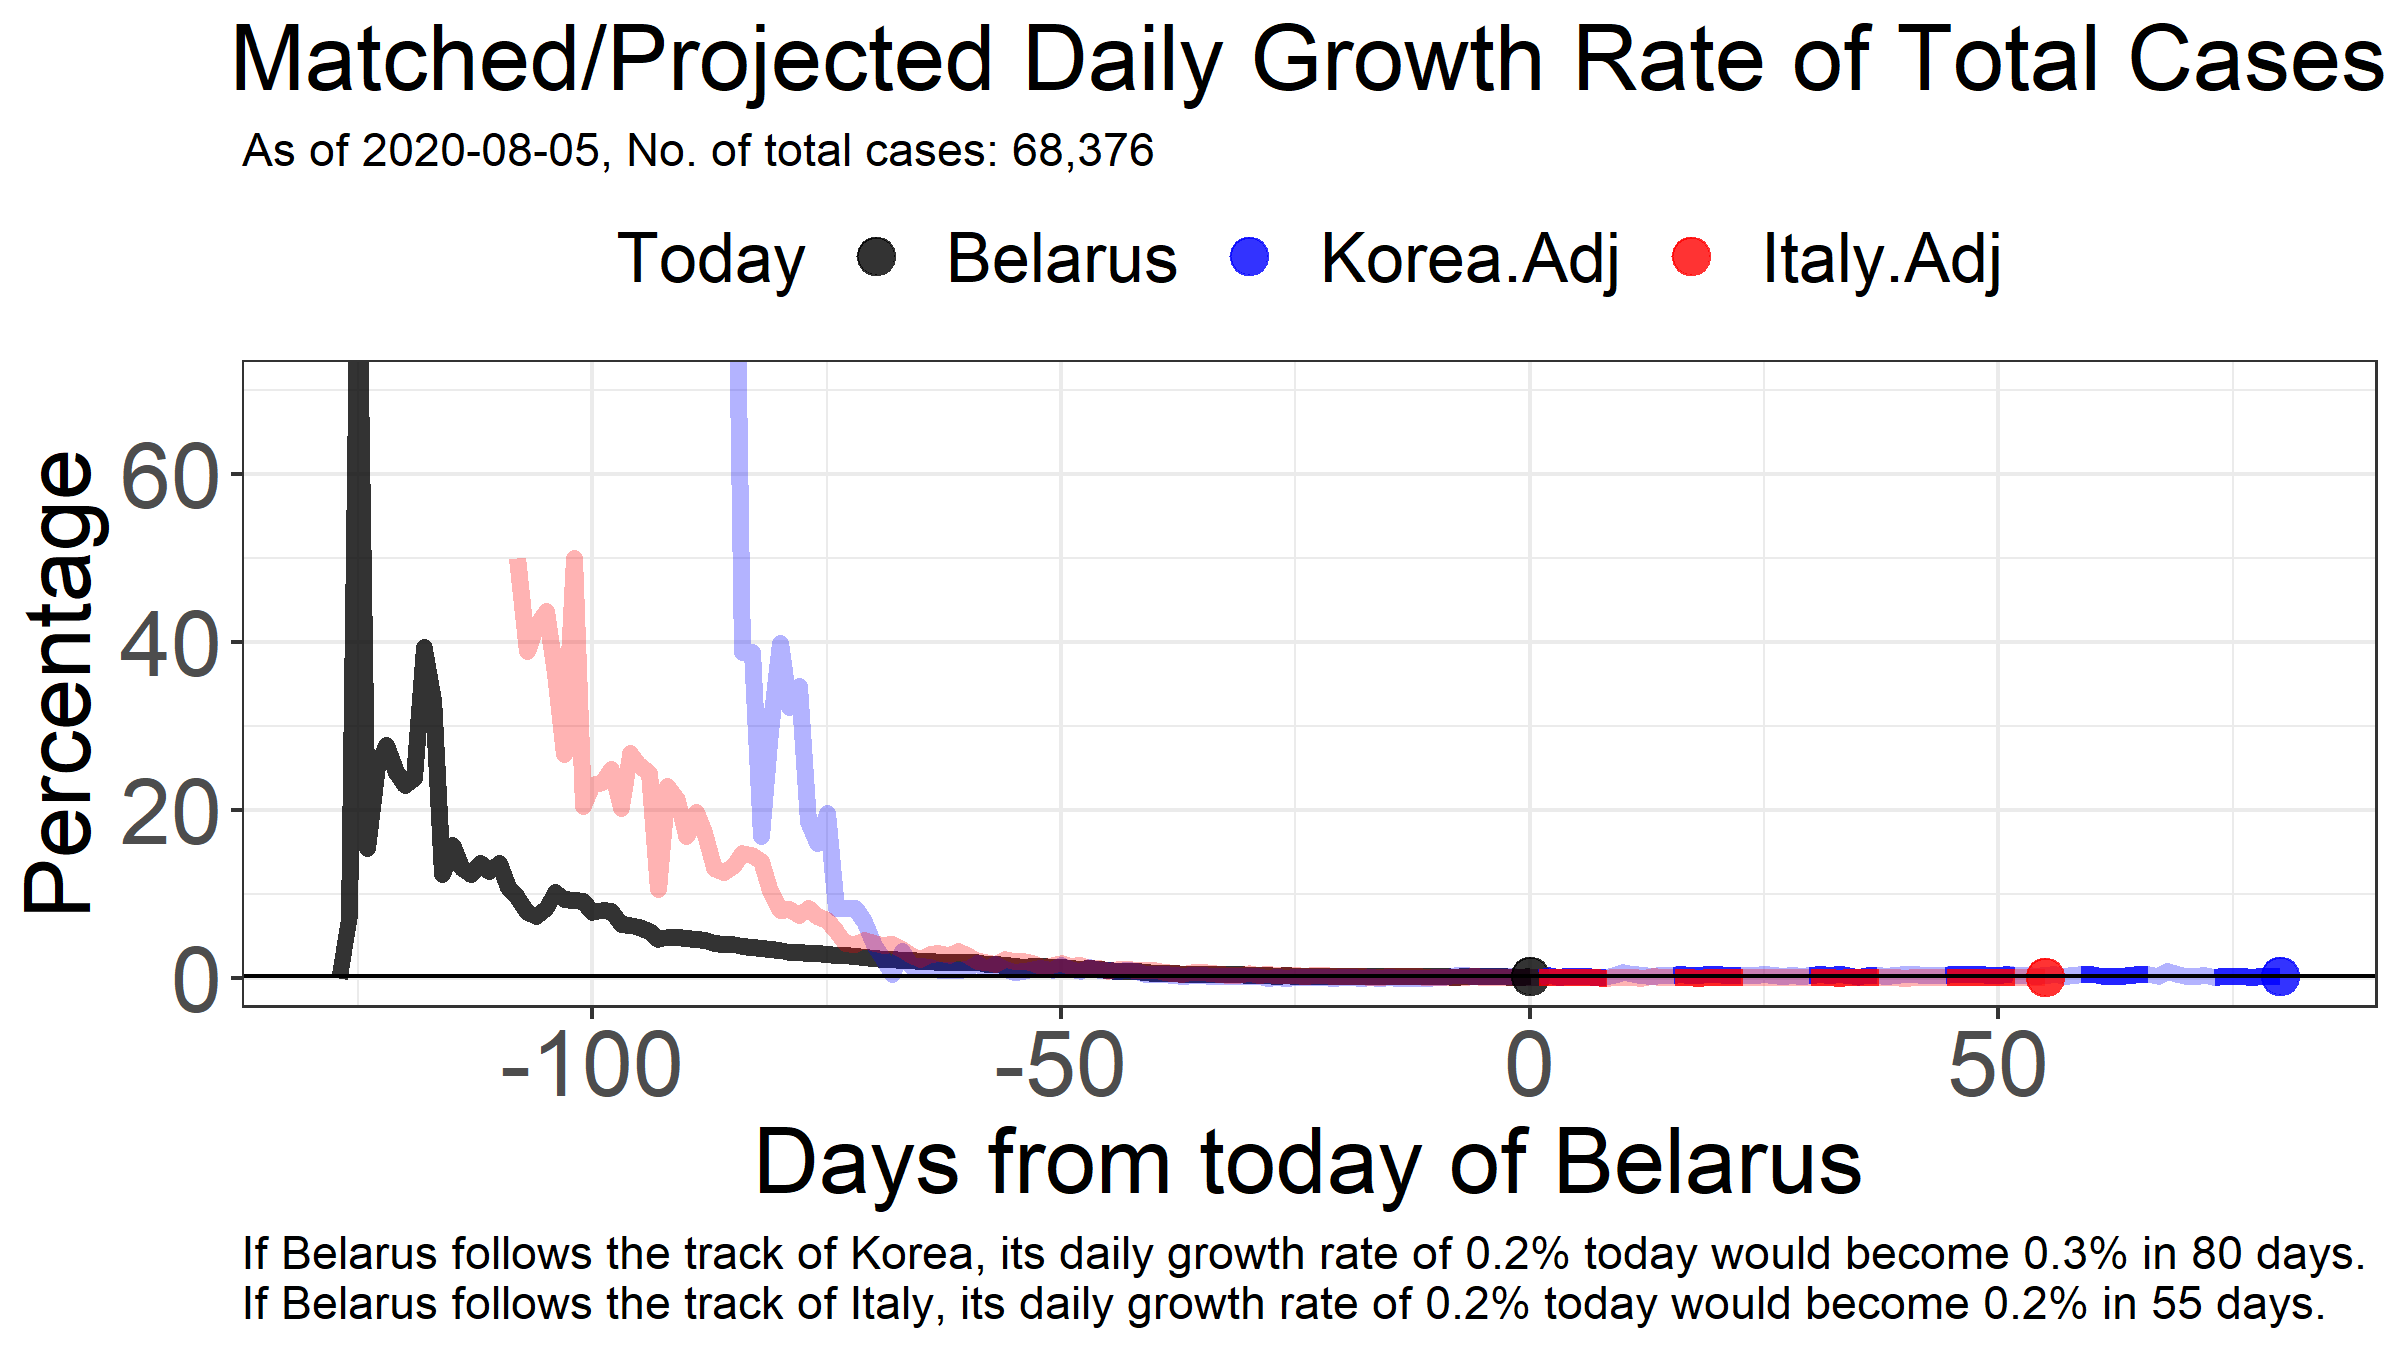 Matched/Projected Daily Growth Rate of Total Cases
As of 2020-08-05, No. of total cases: 68,376
Today Belarus Korea.Adj Italy.Adj
Percentage
60
40
20
0
-100 -50 0 50
Days from today of Belarus
If Belarus follows the track of Korea, its daily growth rate of 0.2% today would become 0.3% in 80 days.
If Belarus follows the track of Italy, its daily growth rate of 0.2% today would become 0.2% in 55 days.